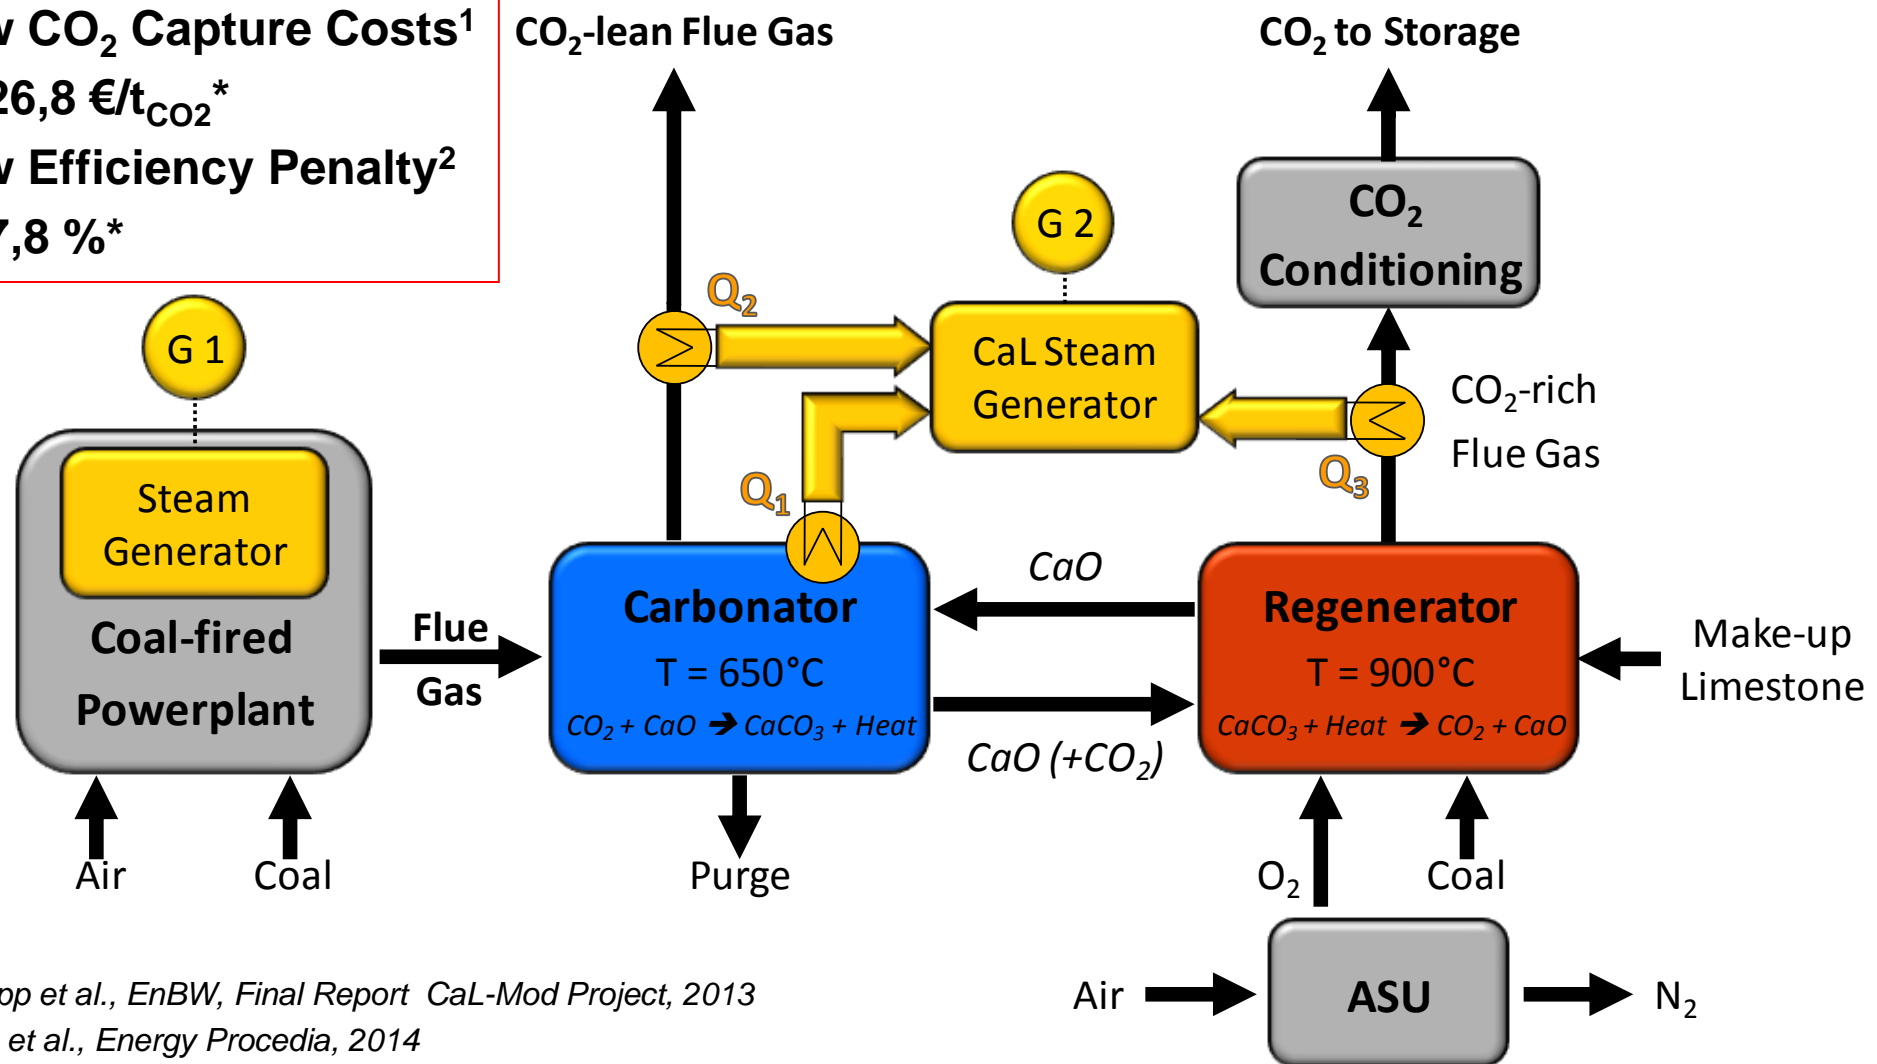 CO₂ Capture Costs¹
26,8 €/t_CO2*
Efficiency Penalty²
7,8 %*
CO₂-lean Flue Gas
CO₂ to Storage
G 2
CO₂
Conditioning
Q₂
G 1
CaL Steam
Generator
CO₂-rich
Flue Gas
Q₁
Q₃
Steam
Generator
Coal-fired
Powerplant
Flue
Gas
Carbonator
T = 650°C
CO₂ + CaO ➔ CaCO₃ + Heat
CaO
CaO (+CO₂)
Regenerator
T = 900°C
CaCO₃ + Heat ➔ CO₂ + CaO
Make-up
Limestone
Air
Coal
Purge
O₂
Coal
Air
ASU
N₂
et al., EnBW, Final Report CaL-Mod Project, 2013
et al., Energy Procedia, 2014